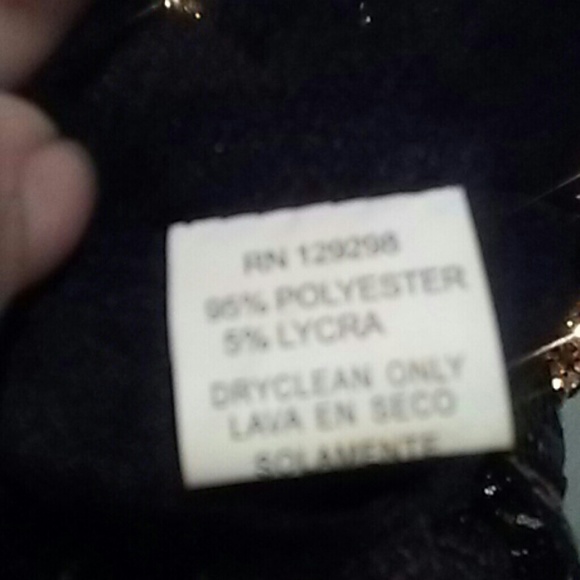 RN 129298
95% POLYESTER
5% LYCRA
DRYCLEAN ONLY
LAVA EN SECO
SOLAMENTE